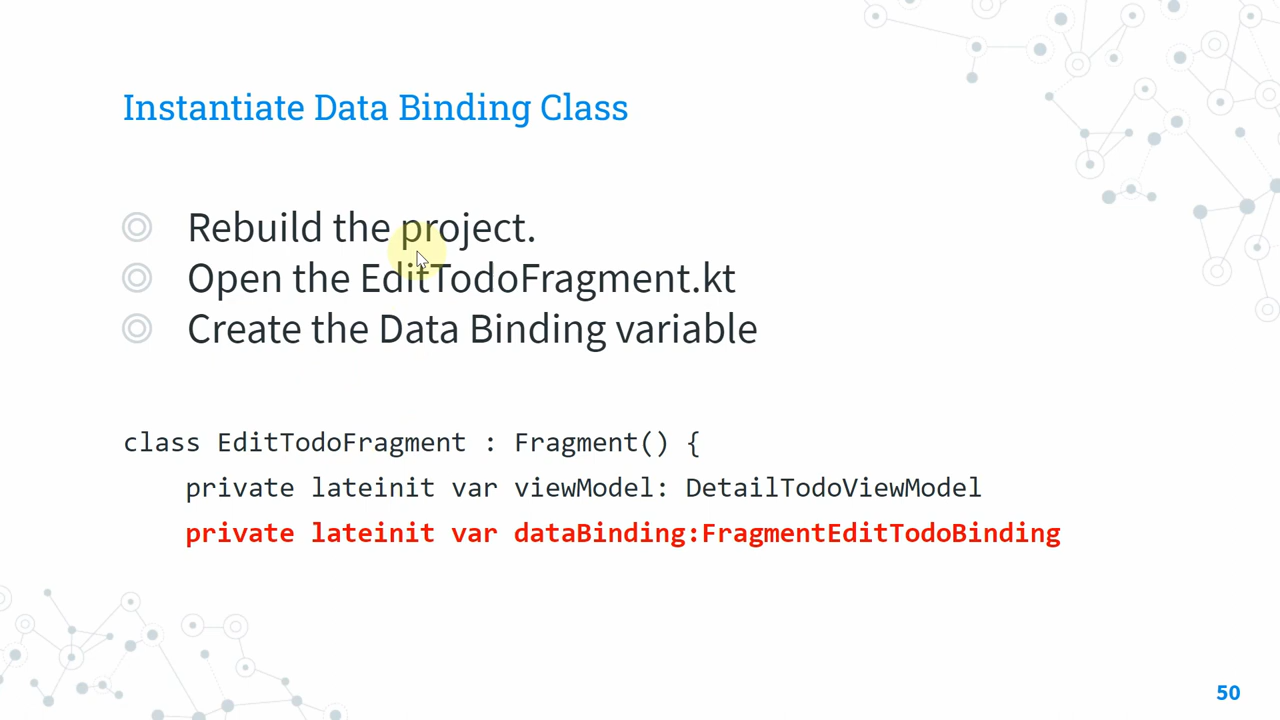 Instantiate Data Binding Class
Rebuild the project.
Open the EditTodoFragment.kt
Create the Data Binding variable
class EditTodoFragment : Fragment() {
private lateinit var viewModel: DetailTodoViewModel
private lateinit var dataBinding:FragmentEditTodoBinding
50